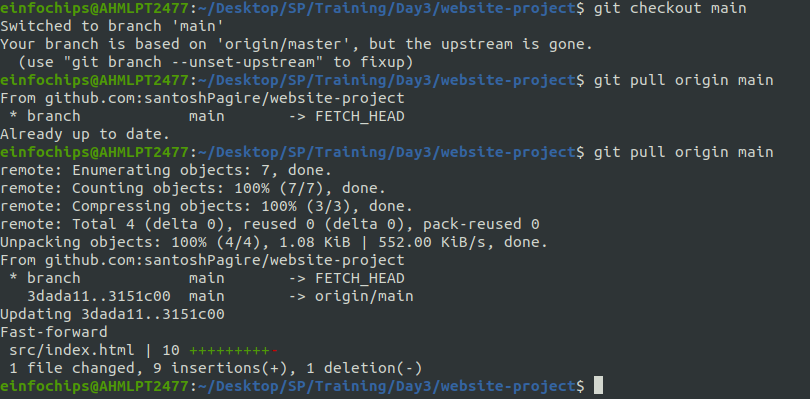 einfochips@AHMLPT2477:~/Desktop/SP/Training/Day3/website-project$ git checkout main
Switched to branch 'main'
Your branch is based on 'origin/master', but the upstream is gone.
  (use "git branch --unset-upstream" to fixup)
einfochips@AHMLPT2477:~/Desktop/SP/Training/Day3/website-project$ git pull origin main
From github.com:santoshPagire/website-project
 * branch            main       -> FETCH_HEAD
Already up to date.
einfochips@AHMLPT2477:~/Desktop/SP/Training/Day3/website-project$ git pull origin main
remote: Enumerating objects: 7, done.
remote: Counting objects: 100% (7/7), done.
remote: Compressing objects: 100% (3/3), done.
remote: Total 4 (delta 0), reused 0 (delta 0), pack-reused 0
Unpacking objects: 100% (4/4), 1.08 KiB | 552.00 KiB/s, done.
From github.com:santoshPagire/website-project
 * branch            main       -> FETCH_HEAD
   3dada11..3151c00  main       -> origin/main
Updating 3dada11..3151c00
Fast-forward
 src/index.html | 10 +++++++++-
 1 file changed, 9 insertions(+), 1 deletion(-)
einfochips@AHMLPT2477:~/Desktop/SP/Training/Day3/website-project$